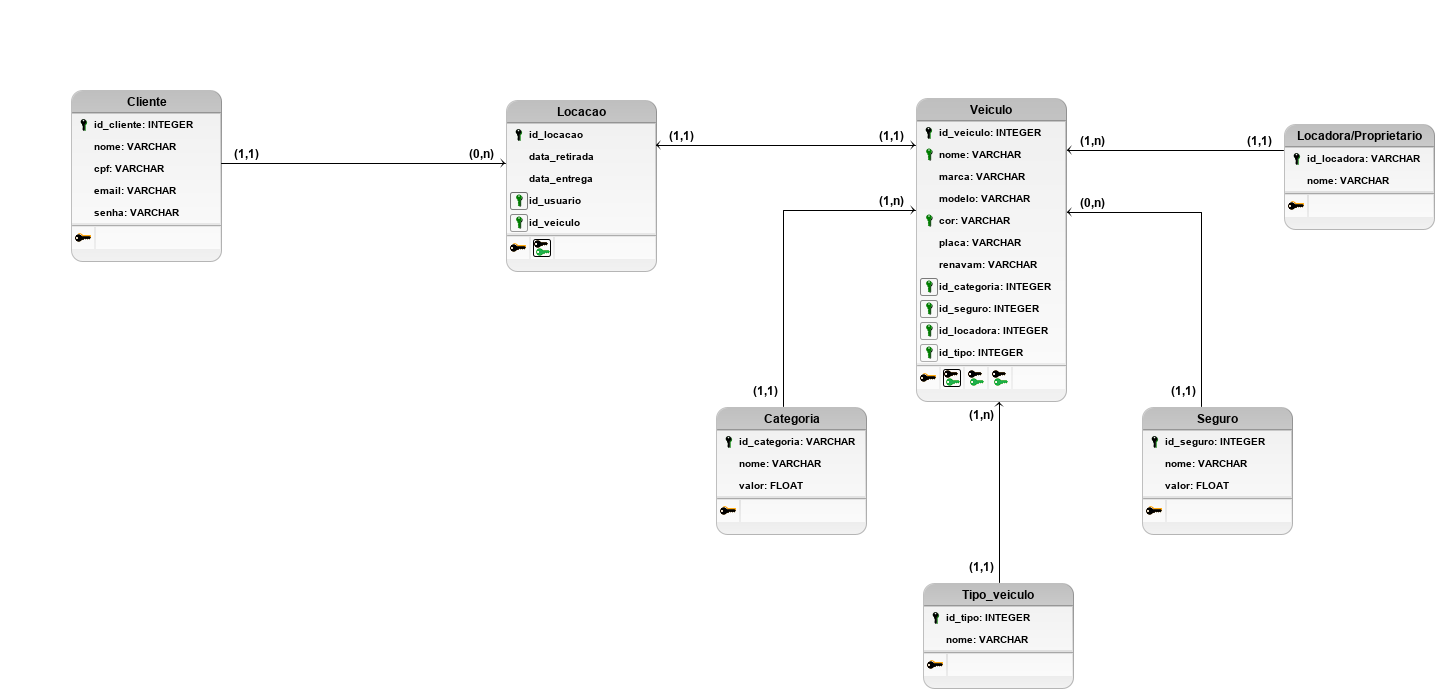 Cliente
id_cliente: INTEGER
nome: VARCHAR
cpf: VARCHAR
email: VARCHAR
senha: VARCHAR
(1,1)
(0,n)
Locacao
id_locacao
data_retirada
data_entrega
id_usuario
id_veiculo
(1,1)
(1,1)
Veiculo
id_veiculo: INTEGER
nome: VARCHAR
marca: VARCHAR
modelo: VARCHAR
cor: VARCHAR
placa: VARCHAR
renavam: VARCHAR
id_categoria: INTEGER
id_seguro: INTEGER
id_locadora: INTEGER
id_tipo: INTEGER
(1,n)
(1,1)
Locadora/Proprietario
id_locadora: VARCHAR
nome: VARCHAR
(1,n)
(0,n)
(1,1)
(1,n)
(1,1)
Categoria
id_categoria: VARCHAR
nome: VARCHAR
valor: FLOAT
Seguro
id_seguro: INTEGER
nome: VARCHAR
valor: FLOAT
(1,1)
Tipo_veiculo
id_tipo: INTEGER
nome: VARCHAR